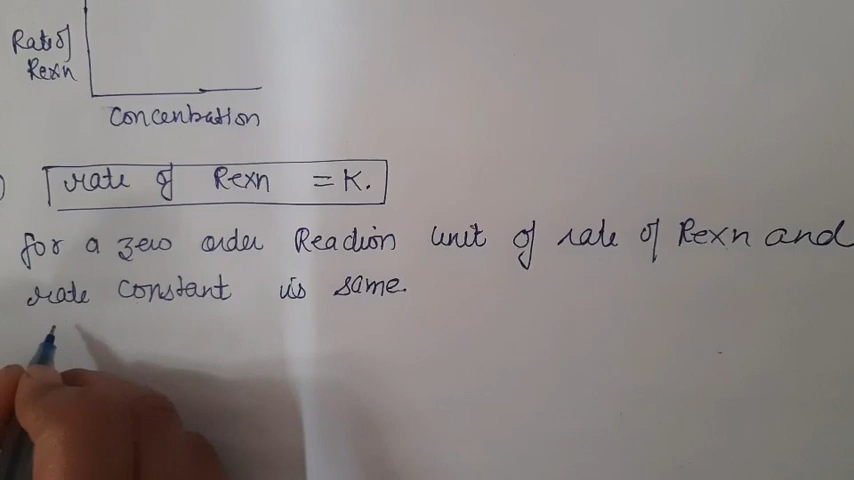 Rate of
Rexn
Concentration
) rate of Rexn = K.
for a zero order Reaction unit of rate of Rexn and
rate constant is same.